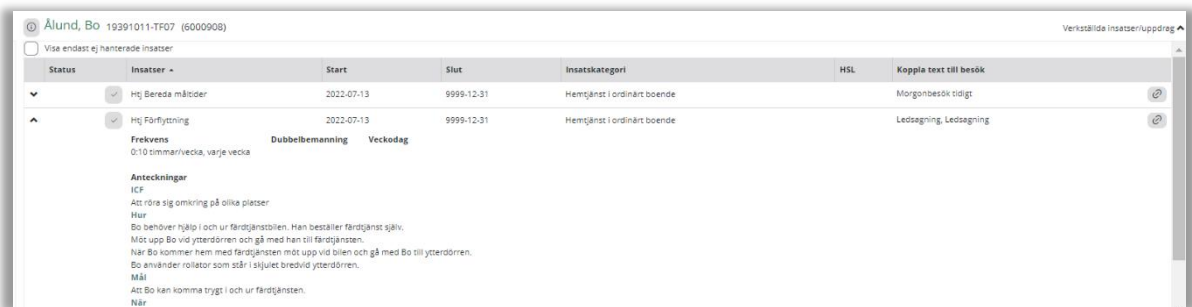 Ålund, Bo 19391011-TF07 (6000908)
Verkställda insatser/uppdrag
Visa endast ej hanterade insatser
Status Insatser Start Slut Insatskategori HSL Koppla text till besök
Htj Bereda måltider 2022-07-13 9999-12-31 Hemtjänst i ordinärt boende Morgonbesök tidigt
Htj Förflyttning 2022-07-13 9999-12-31 Hemtjänst i ordinärt boende Ledsagning, Ledsagning
Frekvens Dubbelbemanning Veckodag
0:10 timmar/vecka, varje vecka
Anteckningar
ICF
Att röra sig omkring på olika platser
Hur
Bo behöver hjälp i och ur färdtjänstbilen. Han beställer färdtjänst själv.
Möt upp Bo vid ytterdörren och gå med han till färdtjänsten.
När Bo kommer hem med färdtjänsten möt upp vid bilen och gå med Bo till ytterdörren.
Bo använder rollator som står i skjulet bredvid ytterdörren.
Mål
Att Bo kan komma trygt i och ur färdtjänsten.
När